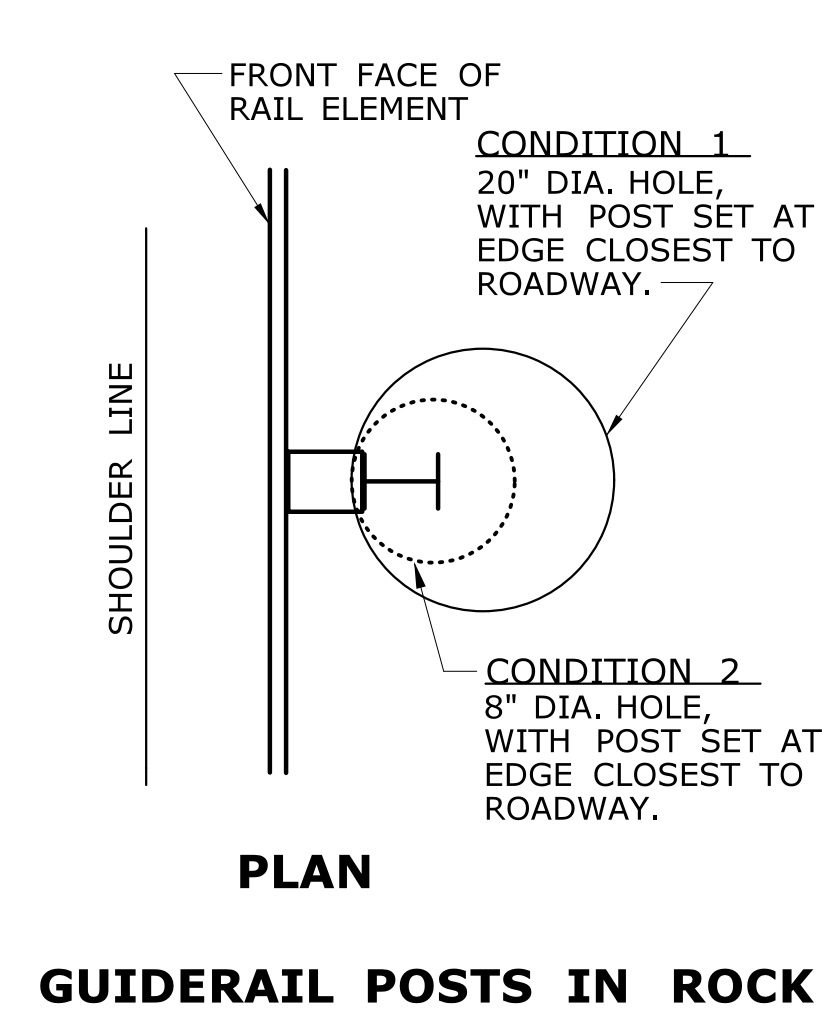 FRONT FACE OF
RAIL ELEMENT
CONDITION 1
20" DIA. HOLE,
WITH POST SET AT
EDGE CLOSEST TO
ROADWAY.
SHOULDER LINE
CONDITION 2
8" DIA. HOLE,
WITH POST SET AT
EDGE CLOSEST TO
ROADWAY.
PLAN
GUIDERAIL POSTS IN ROCK